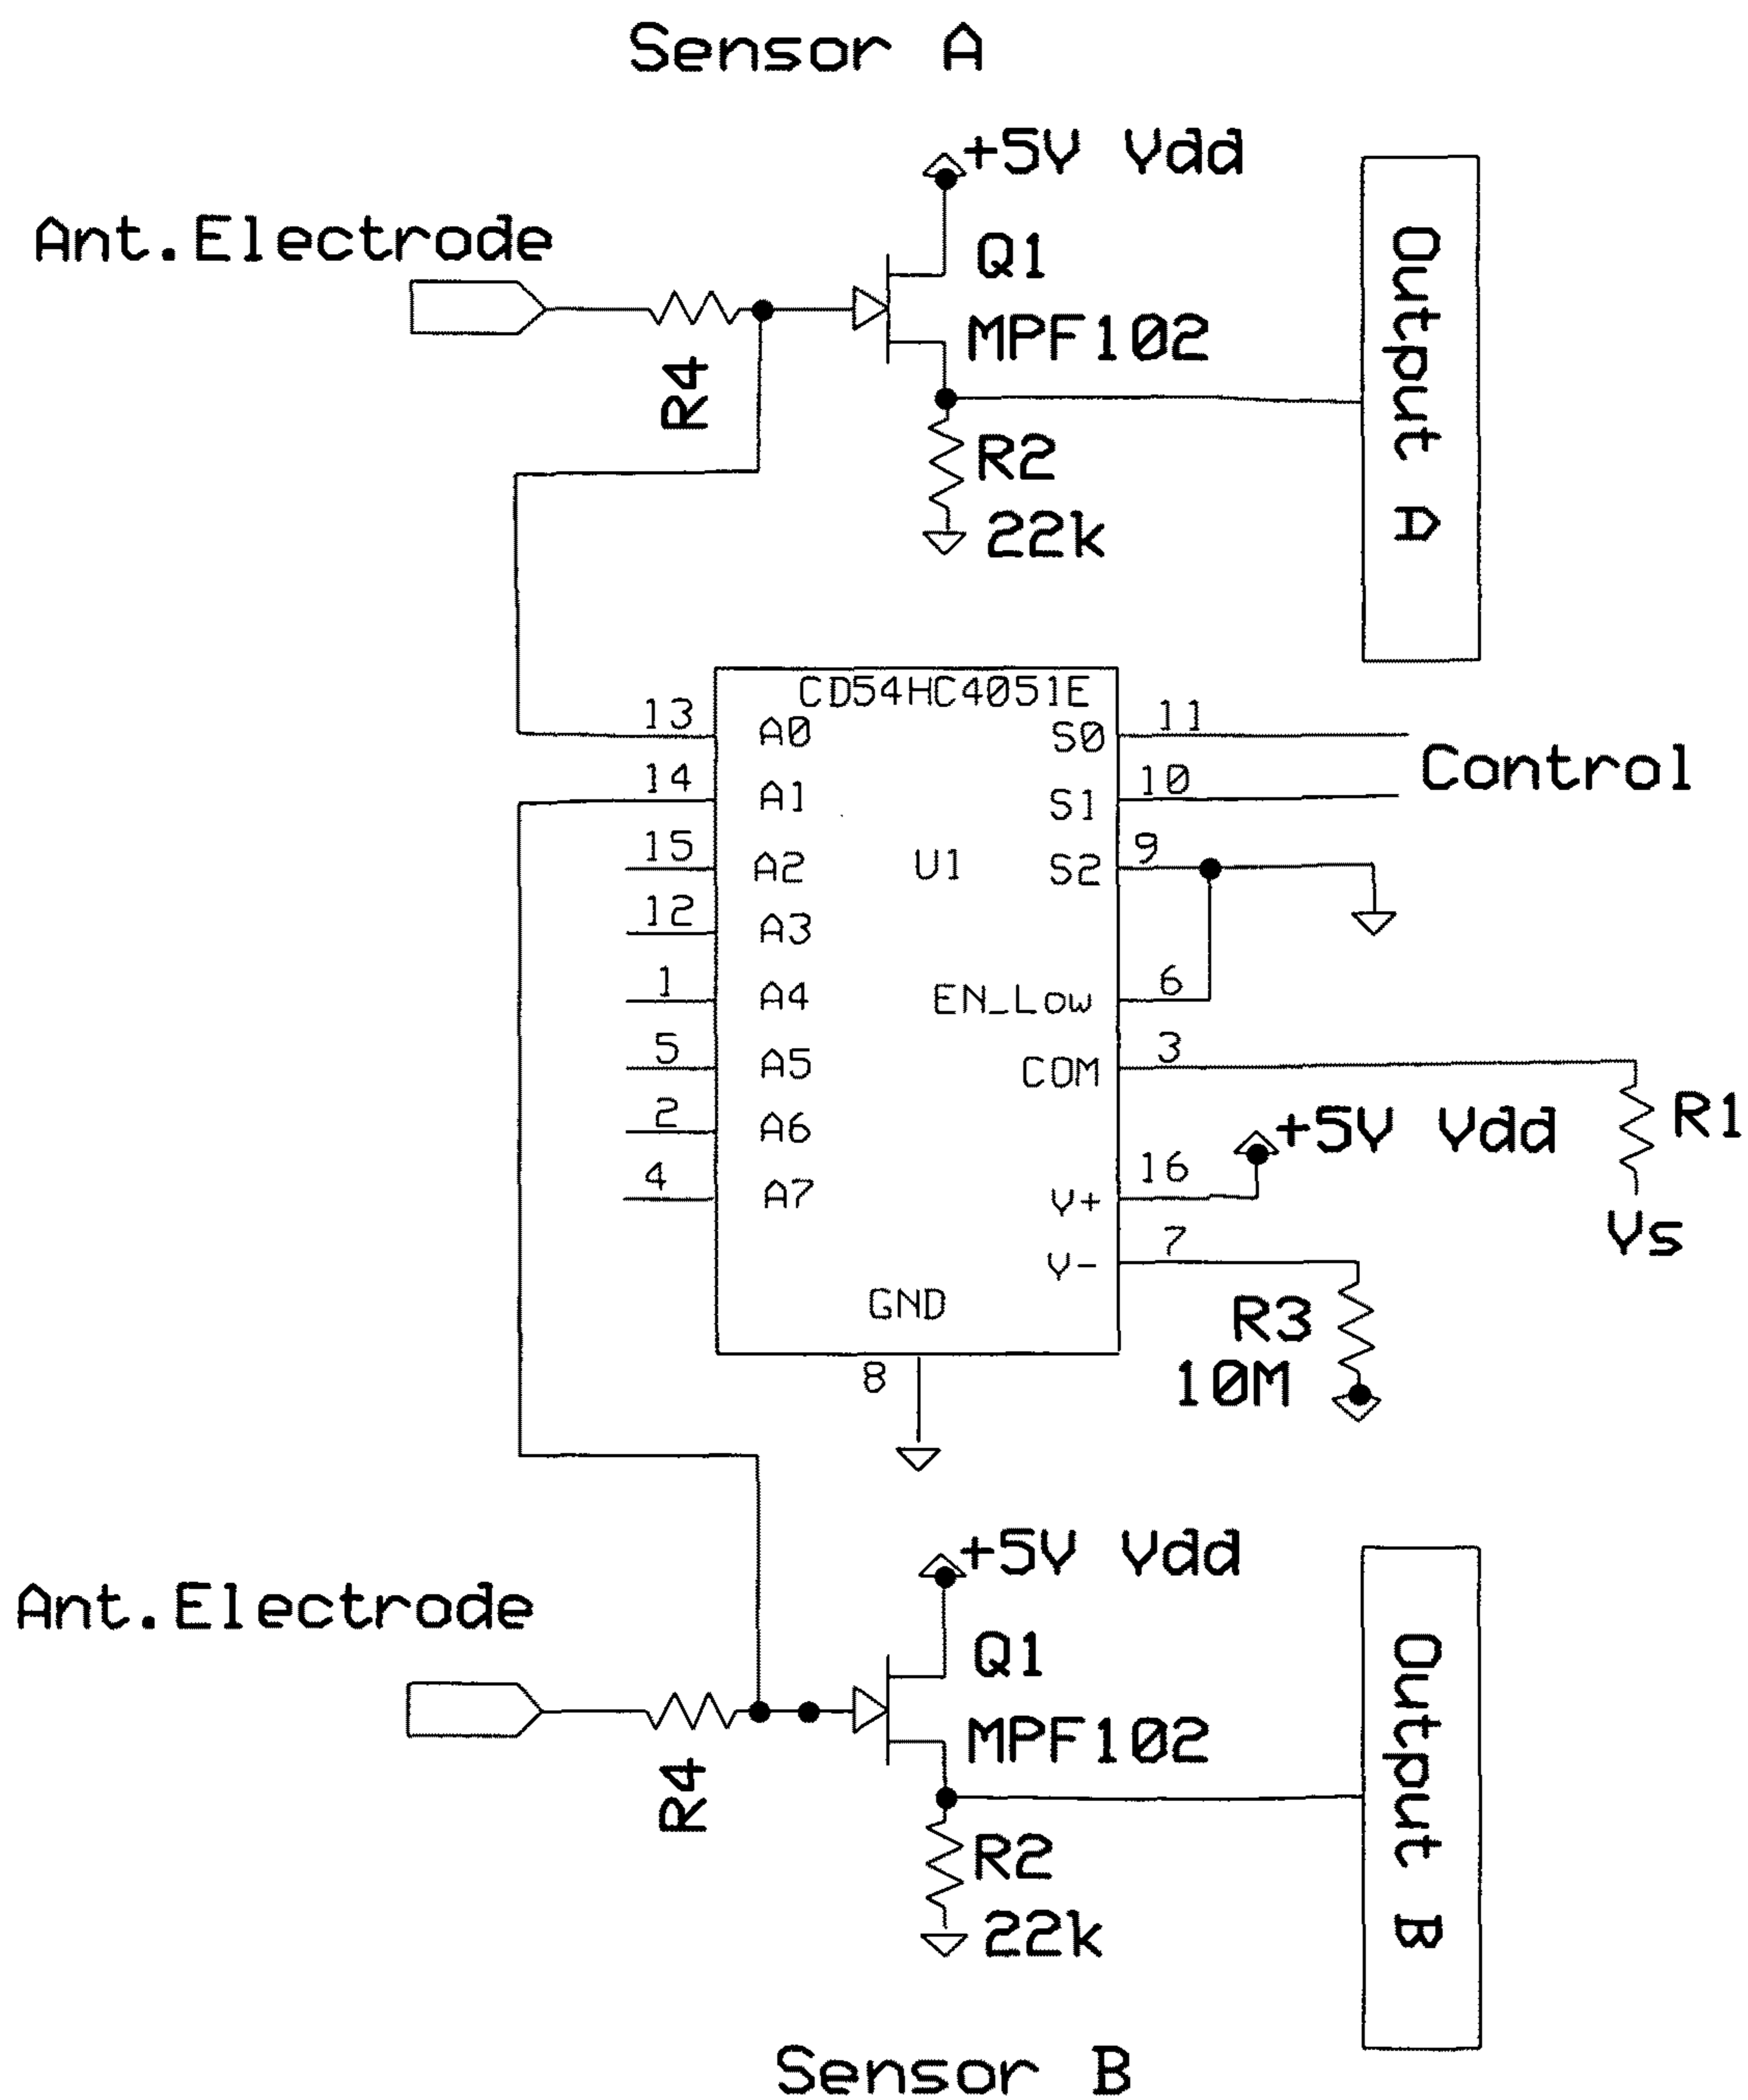 Sensor A
+5V Vdd
Ant.Electrode
Q1
MPF102
R4
R2
22k
Output A
CD54HC4051E
13 A0
S0 11
14 A1
S1 10
Control
15 A2
U1
S2 9
12 A3
1 A4
EN_Low 6
5 A5
COM 3
R1
2 A6
+5V Vdd
4 A7
V+ 16
Vs
V- 7
GND
R3
10M
8
+5V Vdd
Ant.Electrode
Q1
MPF102
R4
R2
22k
Output B
Sensor B